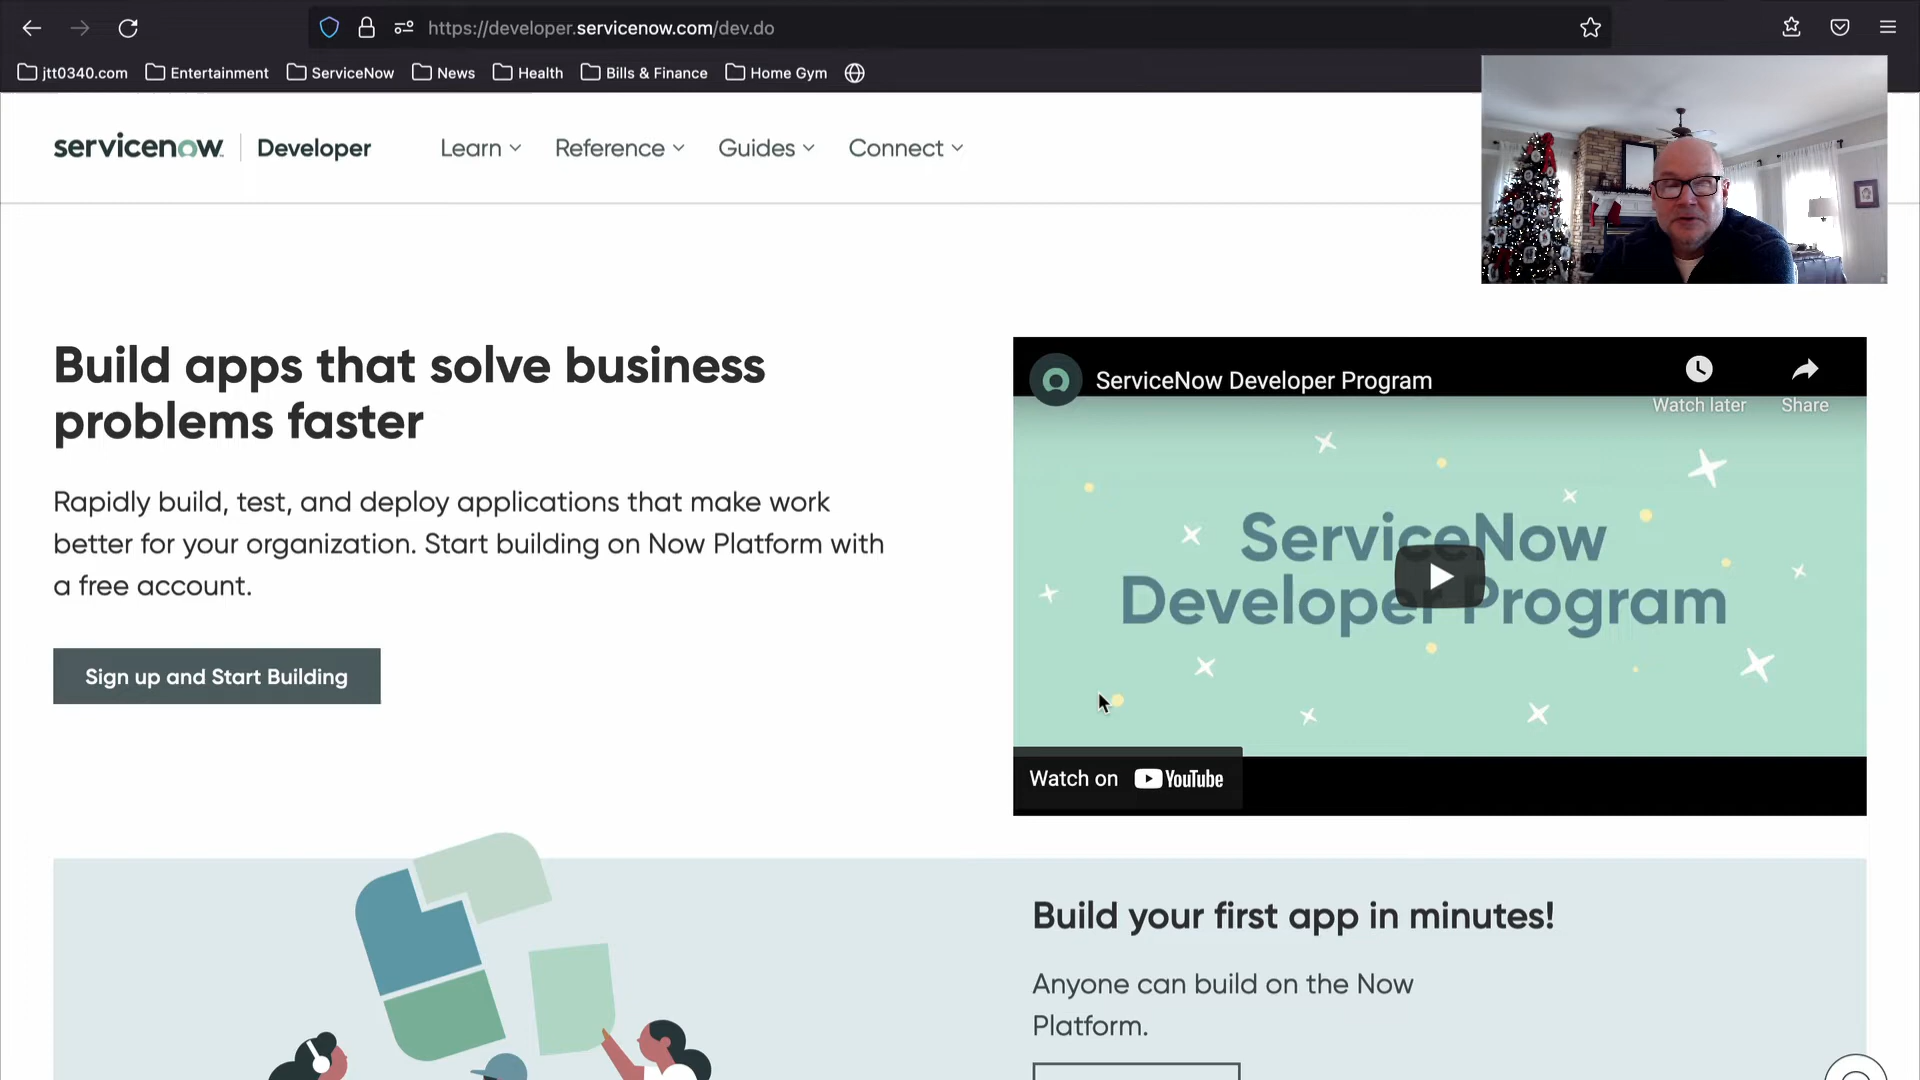 https://developer.servicenow.com/dev.do
jtt0340.com Entertainment ServiceNow News Health Bills & Finance Home Gym
servicenow Developer Learn Reference Guides Connect
Build apps that solve business
problems faster
Rapidly build, test, and deploy applications that make work
better for your organization. Start building on Now Platform with
a free account.
Sign up and Start Building
ServiceNow Developer Program
Watch later Share
ServiceNow
Developer Program
Watch on YouTube
Build your first app in minutes!
Anyone can build on the Now
Platform.